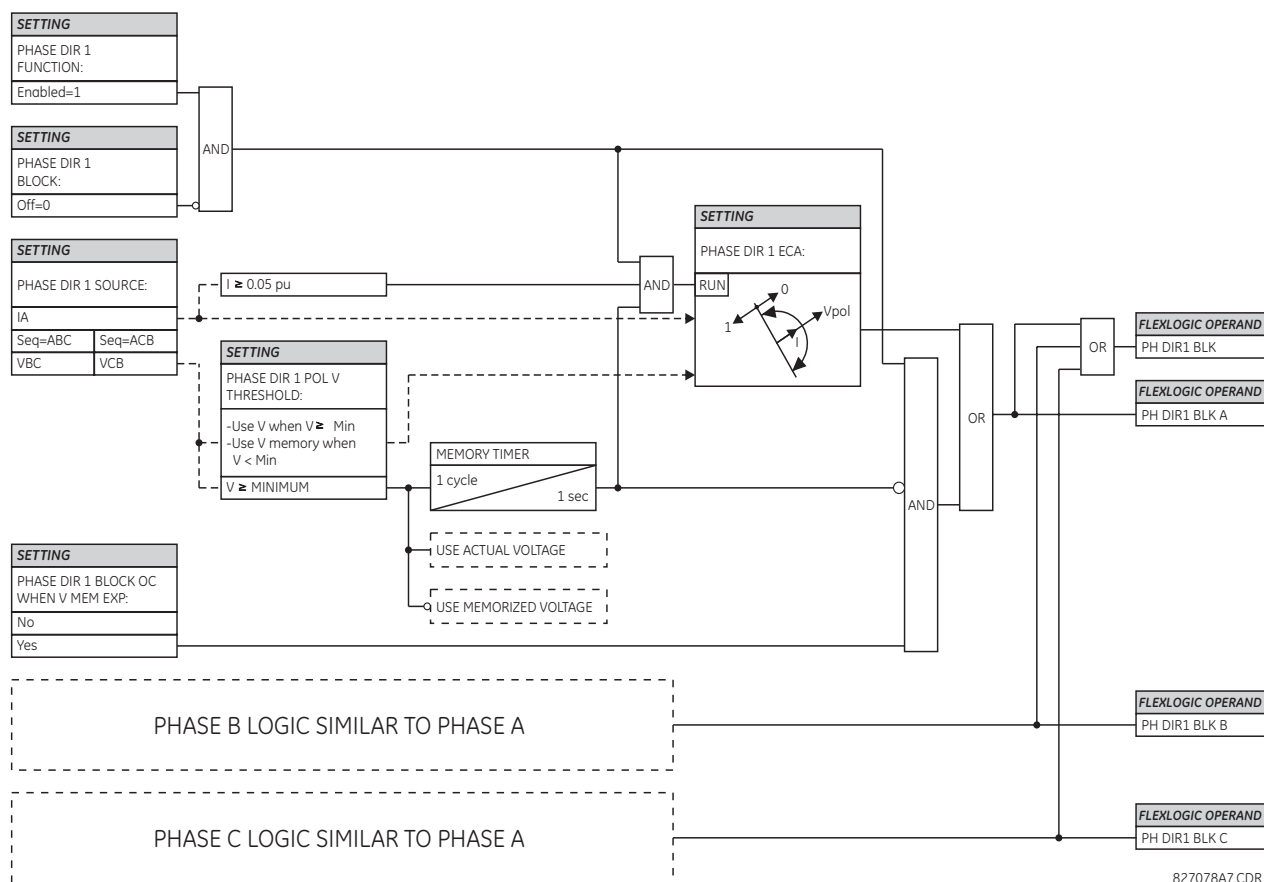 SETTING
PHASE DIR 1
FUNCTION:
Enabled=1
SETTING
PHASE DIR 1
BLOCK:
Off=0
AND
SETTING
PHASE DIR 1 SOURCE:
IA
Seq=ABC Seq=ACB
VBC VCB
I ≥ 0.05 pu
SETTING
PHASE DIR 1 POL V
THRESHOLD:
-Use V when V ≥ Min
-Use V memory when
V < Min
V ≥ MINIMUM
MEMORY TIMER
1 cycle
1 sec
USE ACTUAL VOLTAGE
USE MEMORIZED VOLTAGE
AND
SETTING
PHASE DIR 1 ECA:
RUN
0
1
Vpol
I
AND
OR
OR
FLEXLOGIC OPERAND
PH DIR1 BLK
FLEXLOGIC OPERAND
PH DIR1 BLK A
SETTING
PHASE DIR 1 BLOCK OC
WHEN V MEM EXP:
No
Yes
PHASE B LOGIC SIMILAR TO PHASE A
FLEXLOGIC OPERAND
PH DIR1 BLK B
PHASE C LOGIC SIMILAR TO PHASE A
FLEXLOGIC OPERAND
PH DIR1 BLK C
827078A7.CDR